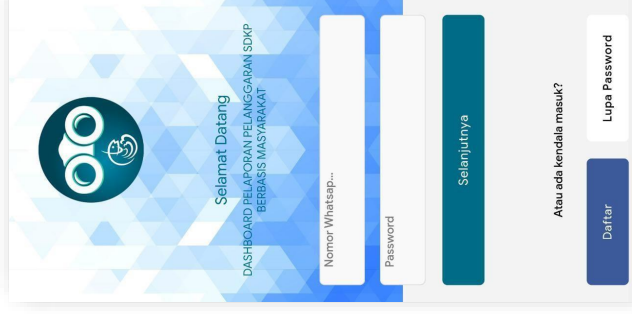 Selamat Datang
DASHBOARD PELAPORAN PELANGGARAN SDKP
BERBASIS MASYARAKAT
Nomor Whatsap...
Password
Selanjutnya
Atau ada kendala masuk?
Daftar
Lupa Password